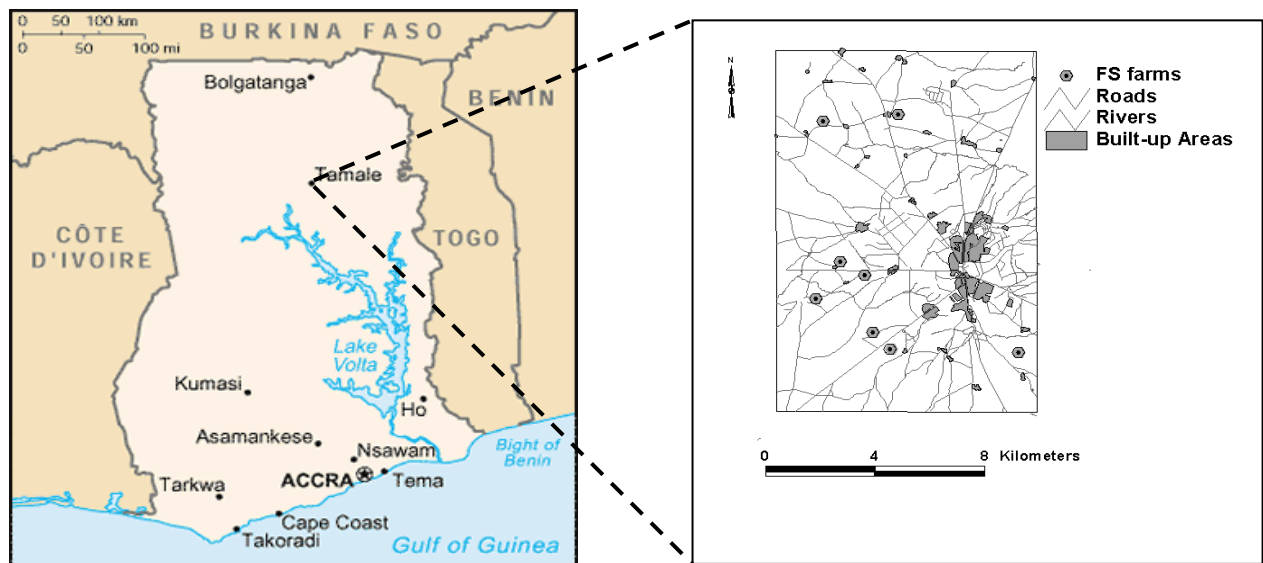 0 50 100 km
0 50 100 mi
BURKINA FASO
Bolgatanga
BENIN
Tamale
CÔTE
D'IVOIRE
TOGO
Lake
Volta
Kumasi
Ho
Asamankese
Nsawam
Bight of
Benin
ACCRA
Tema
Tarkwa
Cape Coast
Takoradi
Gulf of Guinea
N
FS farms
Roads
Rivers
Built-up Areas
0 4 8 Kilometers